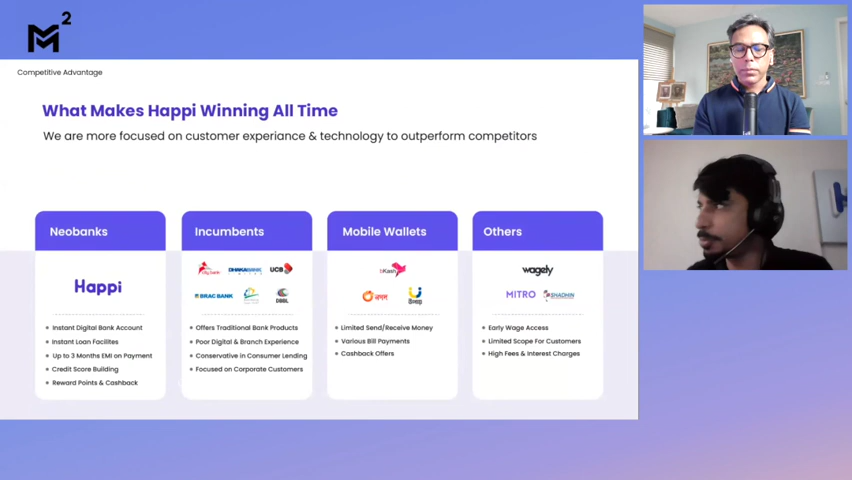 M²
Competitive Advantage
What Makes Happi Winning All Time
We are more focused on customer experiance & technology to outperform competitors
Neobanks
Happi
Instant Digital Bank Account
Instant Loan Facilites
Up to 3 Months EMI on Payment
Credit Score Building
Reward Points & Cashback
Incumbents
DHAKA BANK
UCB
BRAC BANK
DBBL
Offers Traditional Bank Products
Poor Digital & Branch Experience
Conservative in Consumer Lending
Focused on Corporate Customers
Mobile Wallets
bKash
Limited Send/Receive Money
Various Bill Payments
Cashback Offers
Others
wagely
MITRO
SHADHIN
Early Wage Access
Limited Scope For Customers
High Fees & Interest Charges